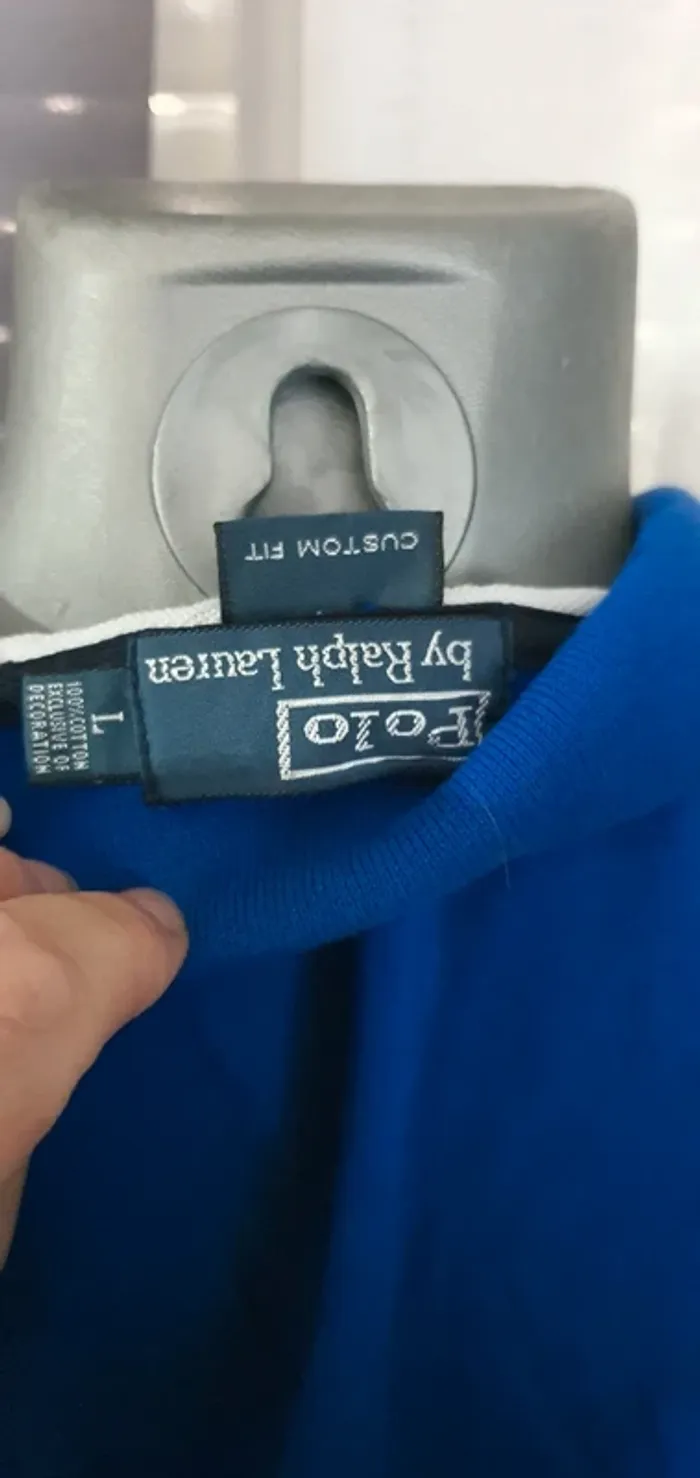 Polo
by Ralph Lauren
CUSTOM FIT
L
100% COTTON
EXCLUSIVE OF
DECORATION